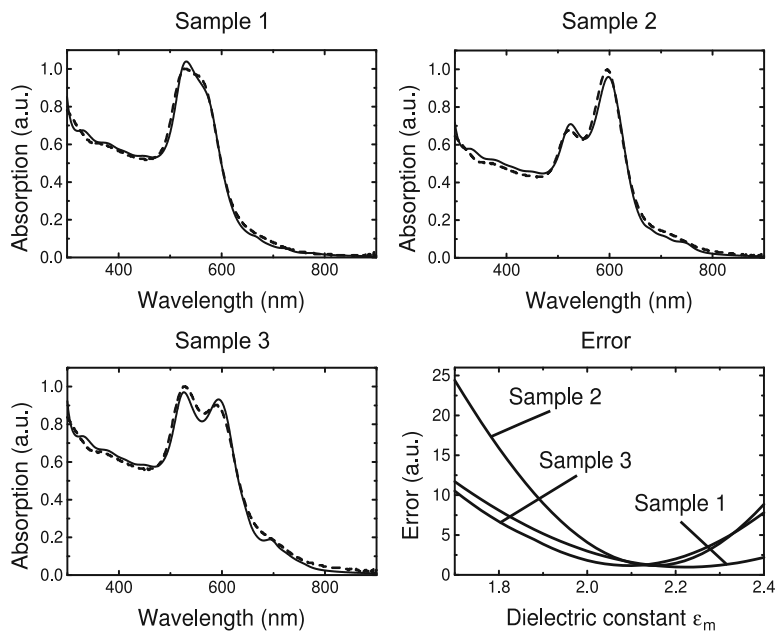 Sample 1
Absorption (a.u.)
1.0
0.8
0.6
0.4
0.2
0.0
400
600
800
Wavelength (nm)
Sample 2
Absorption (a.u.)
1.0
0.8
0.6
0.4
0.2
0.0
400
600
800
Wavelength (nm)
Sample 3
Absorption (a.u.)
1.0
0.8
0.6
0.4
0.2
0.0
400
600
800
Wavelength (nm)
Error
Error (a.u.)
25
20
15
10
5
0
Sample 2
Sample 3
Sample 1
1.8
2.0
2.2
2.4
Dielectric constant εm